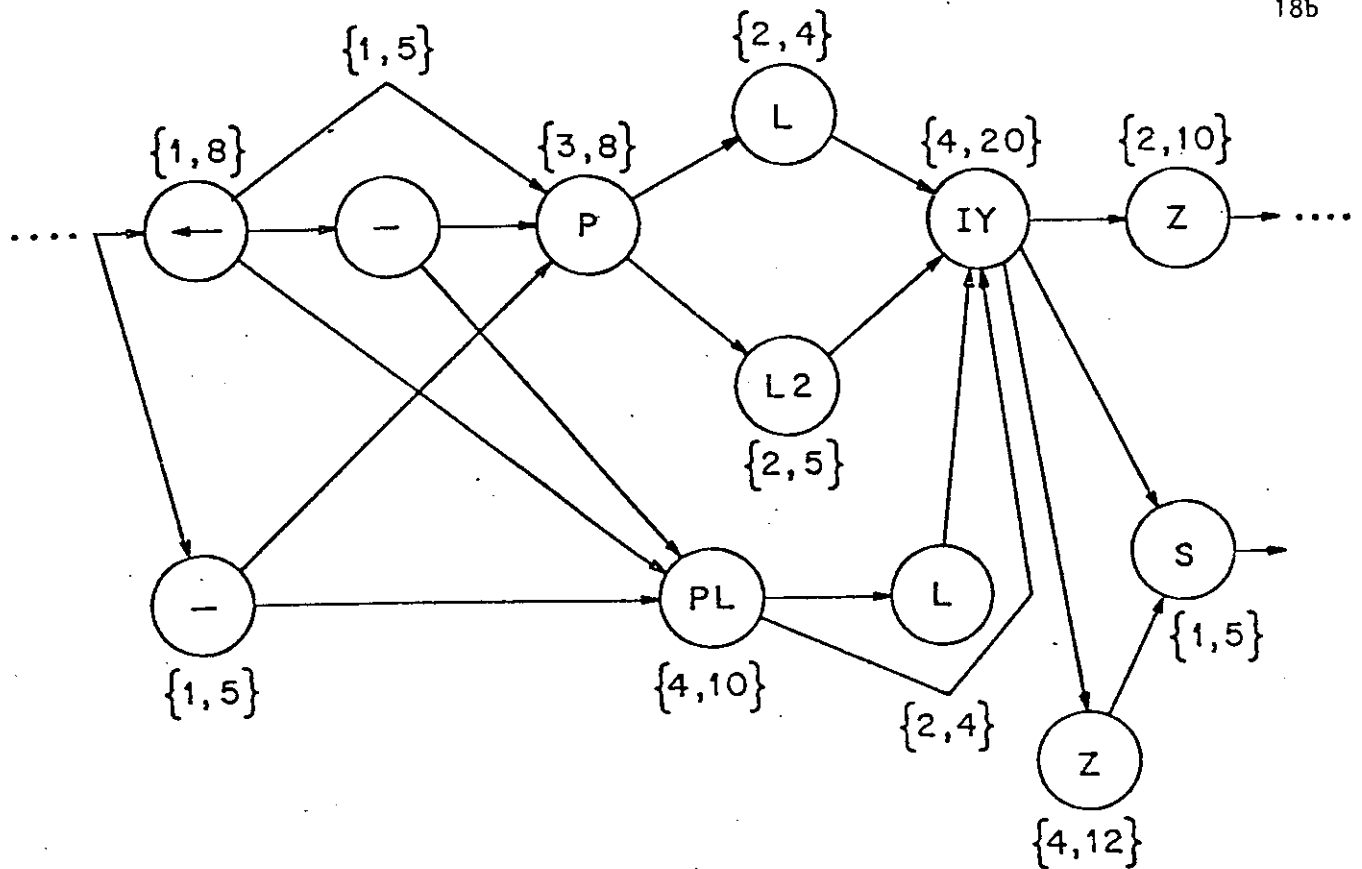 18b
{1,5}
{2,4}
{1,8}
{3,8}
L
{4,20}
{2,10}
....
←
–
P
IY
Z
....
L2
{2,5}
–
PL
L
S
{1,5}
{4,10}
{2,4}
{1,5}
Z
{4,12}